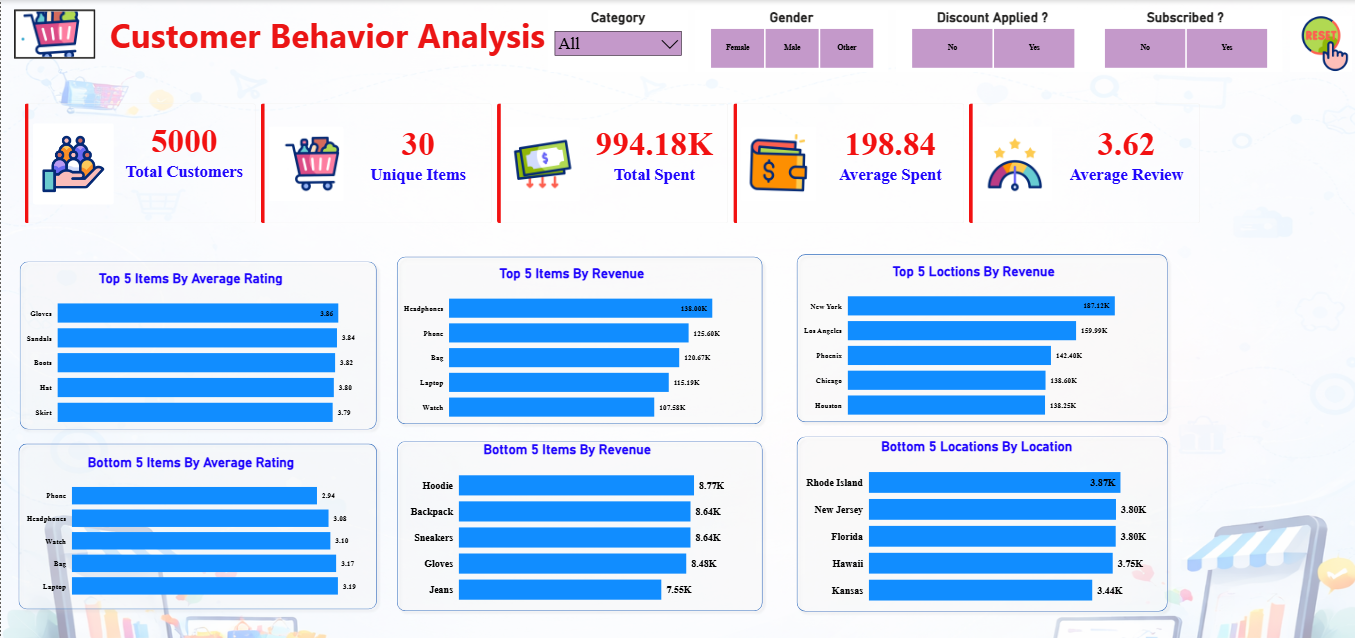 Customer Behavior Analysis
Category
All
Gender
Female Male Other
Discount Applied ?
No Yes
Subscribed ?
No Yes
RESET
5000
Total Customers
30
Unique Items
994.18K
Total Spent
198.84
Average Spent
3.62
Average Review
Top 5 Items By Average Rating
Gloves 3.86
Sandals 3.84
Boots 3.82
Hat 3.80
Skirt 3.79
Top 5 Items By Revenue
Headphones 138.00K
Phone 125.60K
Bag 120.67K
Laptop 115.19K
Watch 107.58K
Top 5 Loctions By Revenue
New York 187.12K
Los Angeles 159.99K
Phoenix 142.40K
Chicago 138.60K
Houston 138.25K
Bottom 5 Items By Average Rating
Phone 2.94
Headphones 3.08
Watch 3.10
Bag 3.17
Laptop 3.19
Bottom 5 Items By Revenue
Hoodie 8.77K
Backpack 8.64K
Sneakers 8.64K
Gloves 8.48K
Jeans 7.55K
Bottom 5 Locations By Location
Rhode Island 3.87K
New Jersey 3.80K
Florida 3.80K
Hawaii 3.75K
Kansas 3.44K